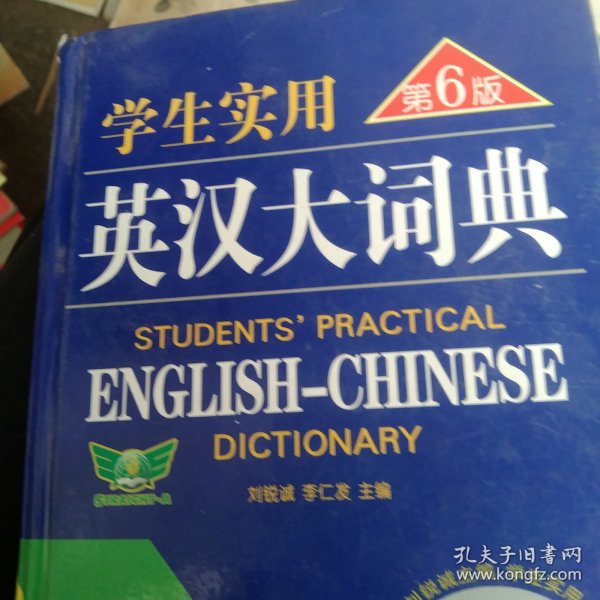 学生实用
第6版
英汉大词典
STUDENTS' PRACTICAL
ENGLISH-CHINESE
DICTIONARY
STRAIGHT-A
刘锐诚 李仁发 主编
孔夫子旧书网
www.kongfz.com